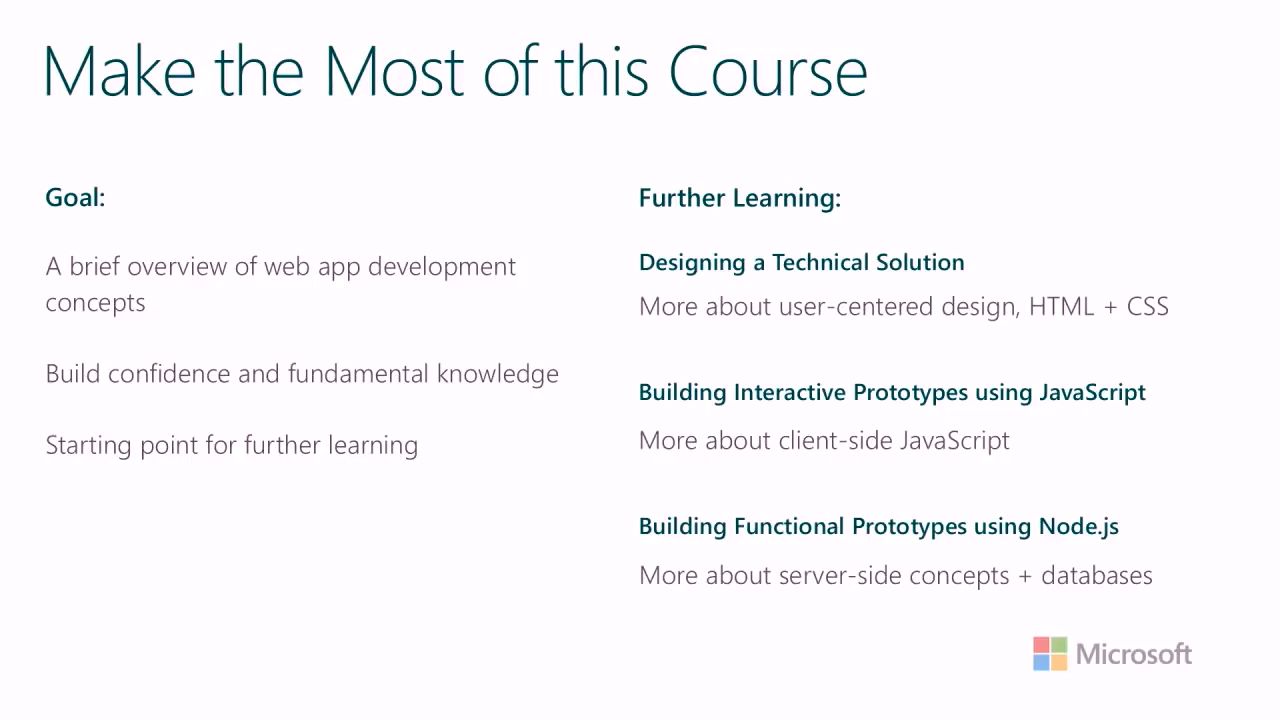 Make the Most of this Course
Goal:
A brief overview of web app development
concepts
Build confidence and fundamental knowledge
Starting point for further learning
Further Learning:
Designing a Technical Solution
More about user-centered design, HTML + CSS
Building Interactive Prototypes using JavaScript
More about client-side JavaScript
Building Functional Prototypes using Node.js
More about server-side concepts + databases
Microsoft